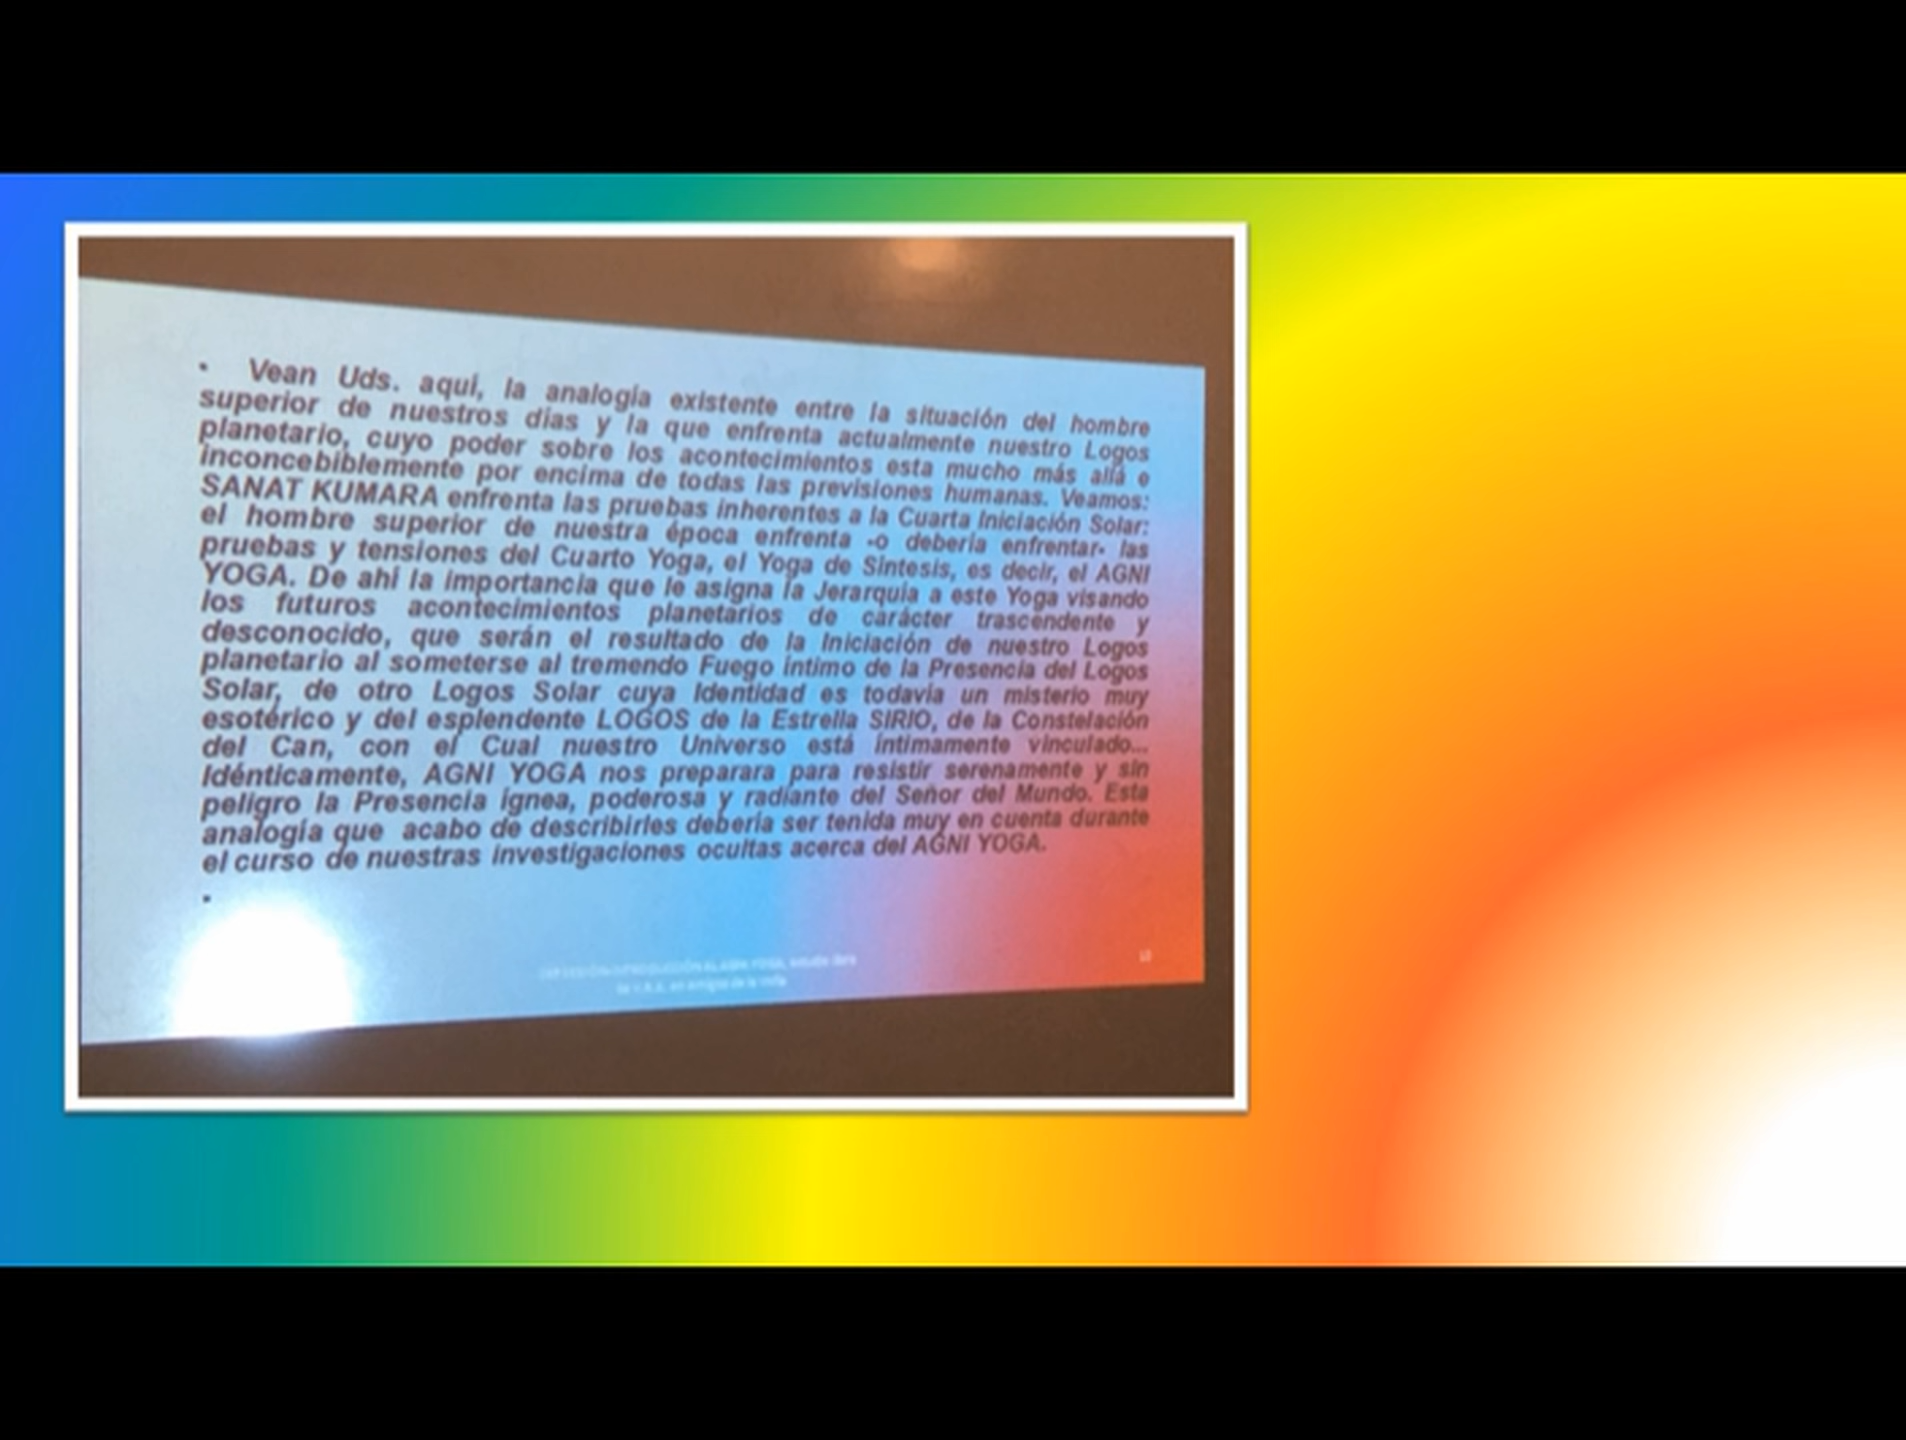 • Vean Uds. aquí, la analogía existente entre la situación del hombre
superior de nuestros días y la que enfrenta actualmente nuestro Logos
planetario, cuyo poder sobre los acontecimientos esta mucho más allá e
inconcebiblemente por encima de todas las previsiones humanas. Veamos:
SANAT KUMARA enfrenta las pruebas inherentes a la Cuarta Iniciación Solar:
el hombre superior de nuestra época enfrenta -o debería enfrentar- las
pruebas y tensiones del Cuarto Yoga, el Yoga de Síntesis, es decir, el AGNI
YOGA. De ahí la importancia que le asigna la Jerarquía a este Yoga visando
los futuros acontecimientos planetarios de carácter trascendente y
desconocido, que serán el resultado de la Iniciación de nuestro Logos
planetario al someterse al tremendo Fuego íntimo de la Presencia del Logos
Solar, de otro Logos Solar cuya Identidad es todavía un misterio muy
esotérico y del esplendente LOGOS de la Estrella SIRIO, de la Constelación
del Can, con el Cual nuestro Universo está íntimamente vinculado...
Idénticamente, AGNI YOGA nos preparara para resistir serenamente y sin
peligro la Presencia ígnea, poderosa y radiante del Señor del Mundo. Esta
analogía que acabo de describirles debería ser tenida muy en cuenta durante
el curso de nuestras investigaciones ocultas acerca del AGNI YOGA.
•